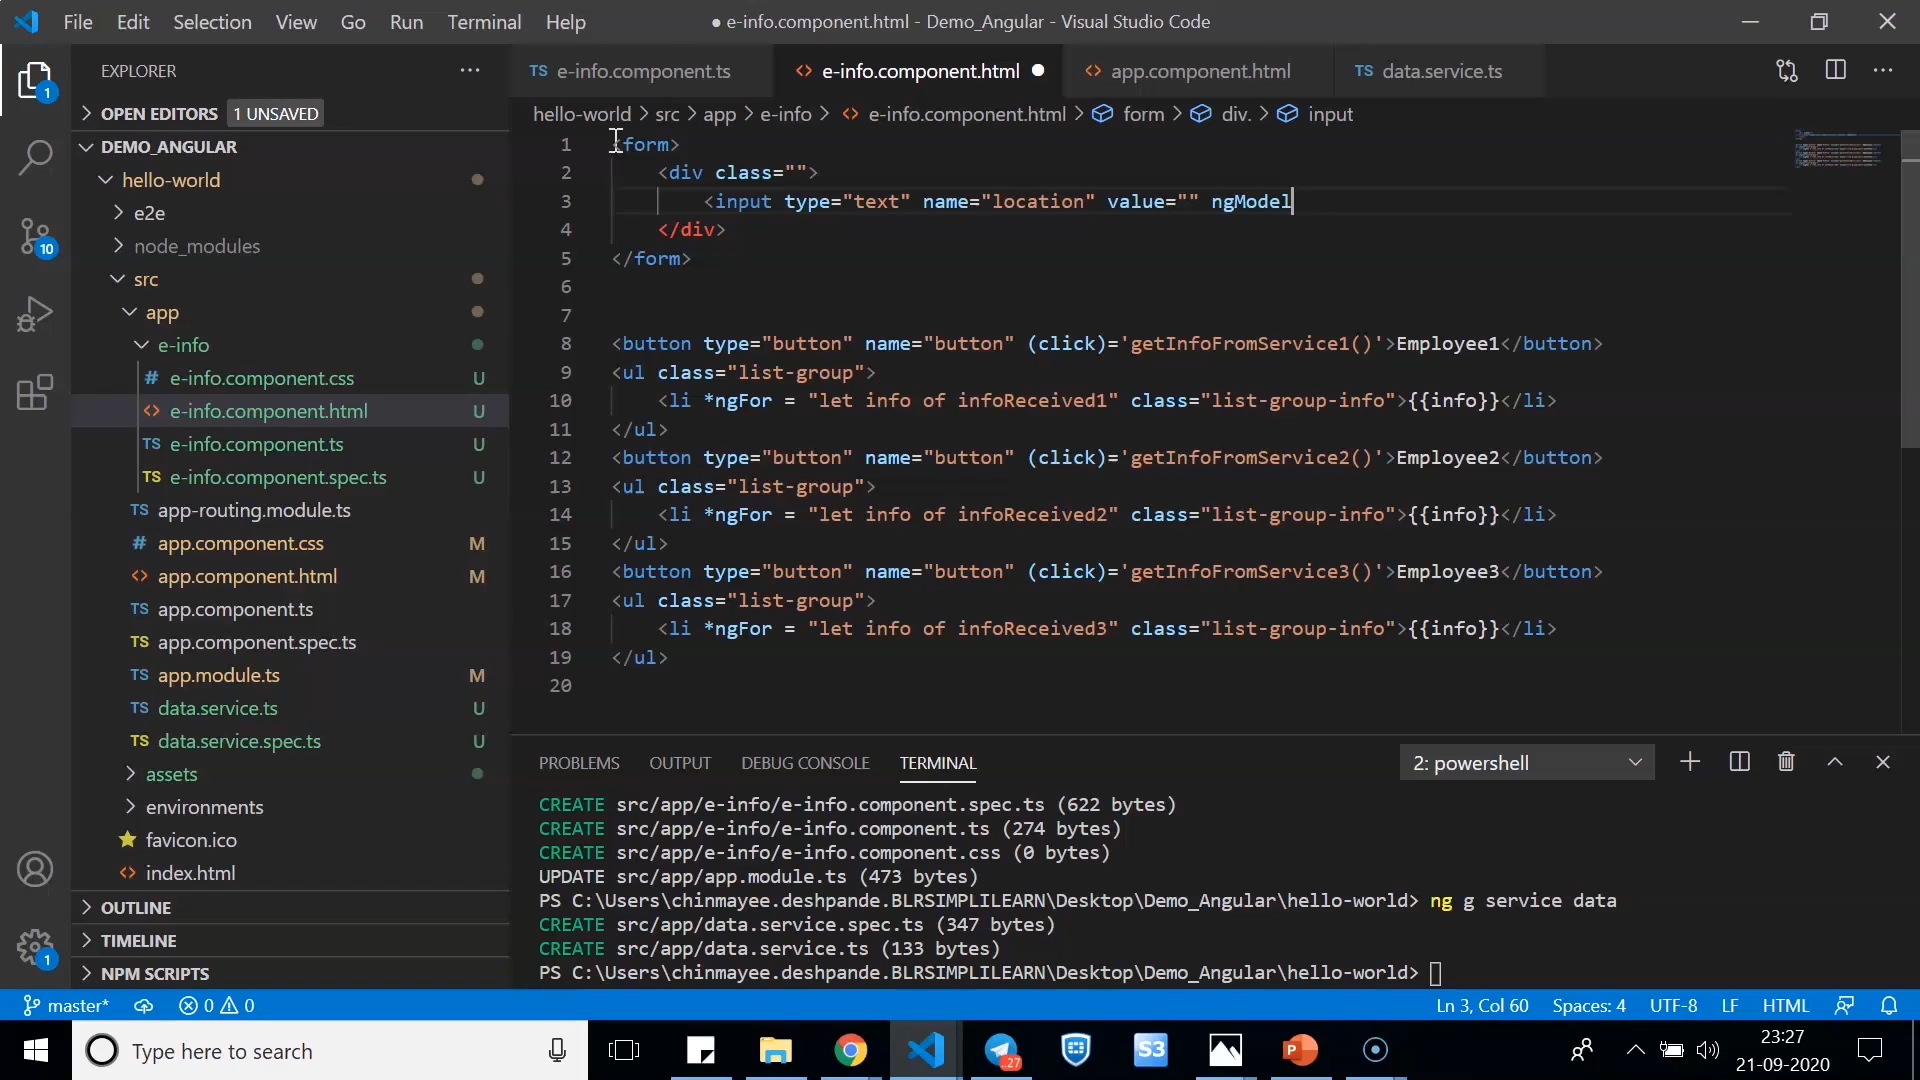 File Edit Selection View Go Run Terminal Help
● e-info.component.html - Demo_Angular - Visual Studio Code
EXPLORER
OPEN EDITORS 1 UNSAVED
DEMO_ANGULAR
hello-world
e2e
node_modules
src
app
e-info
# e-info.component.css U
<> e-info.component.html U
TS e-info.component.ts U
TS e-info.component.spec.ts U
TS app-routing.module.ts
# app.component.css M
<> app.component.html M
TS app.component.ts
TS app.component.spec.ts
TS app.module.ts M
TS data.service.ts U
TS data.service.spec.ts U
assets
environments
favicon.ico
<> index.html
OUTLINE
TIMELINE
NPM SCRIPTS
1
10
1
TS e-info.component.ts <> e-info.component.html <> app.component.html TS data.service.ts
hello-world > src > app > e-info > <> e-info.component.html > form > div. > input
1 <form>
2 <div class="">
3 <input type="text" name="location" value="" ngModel
4 </div>
5 </form>
6
7
8 <button type="button" name="button" (click)='getInfoFromService1()'>Employee1</button>
9 <ul class="list-group">
10 <li *ngFor = "let info of infoReceived1" class="list-group-info">{{info}}</li>
11 </ul>
12 <button type="button" name="button" (click)='getInfoFromService2()'>Employee2</button>
13 <ul class="list-group">
14 <li *ngFor = "let info of infoReceived2" class="list-group-info">{{info}}</li>
15 </ul>
16 <button type="button" name="button" (click)='getInfoFromService3()'>Employee3</button>
17 <ul class="list-group">
18 <li *ngFor = "let info of infoReceived3" class="list-group-info">{{info}}</li>
19 </ul>
20
PROBLEMS OUTPUT DEBUG CONSOLE TERMINAL 2: powershell
CREATE src/app/e-info/e-info.component.spec.ts (622 bytes)
CREATE src/app/e-info/e-info.component.ts (274 bytes)
CREATE src/app/e-info/e-info.component.css (0 bytes)
UPDATE src/app/app.module.ts (473 bytes)
PS C:\Users\chinmayee.deshpande.BLRSIMPLILEARN\Desktop\Demo_Angular\hello-world> ng g service data
CREATE src/app/data.service.spec.ts (347 bytes)
CREATE src/app/data.service.ts (133 bytes)
PS C:\Users\chinmayee.deshpande.BLRSIMPLILEARN\Desktop\Demo_Angular\hello-world>
master* 0 0 Ln 3, Col 60 Spaces: 4 UTF-8 LF HTML
Type here to search
..27
S3
P
23:27
21-09-2020